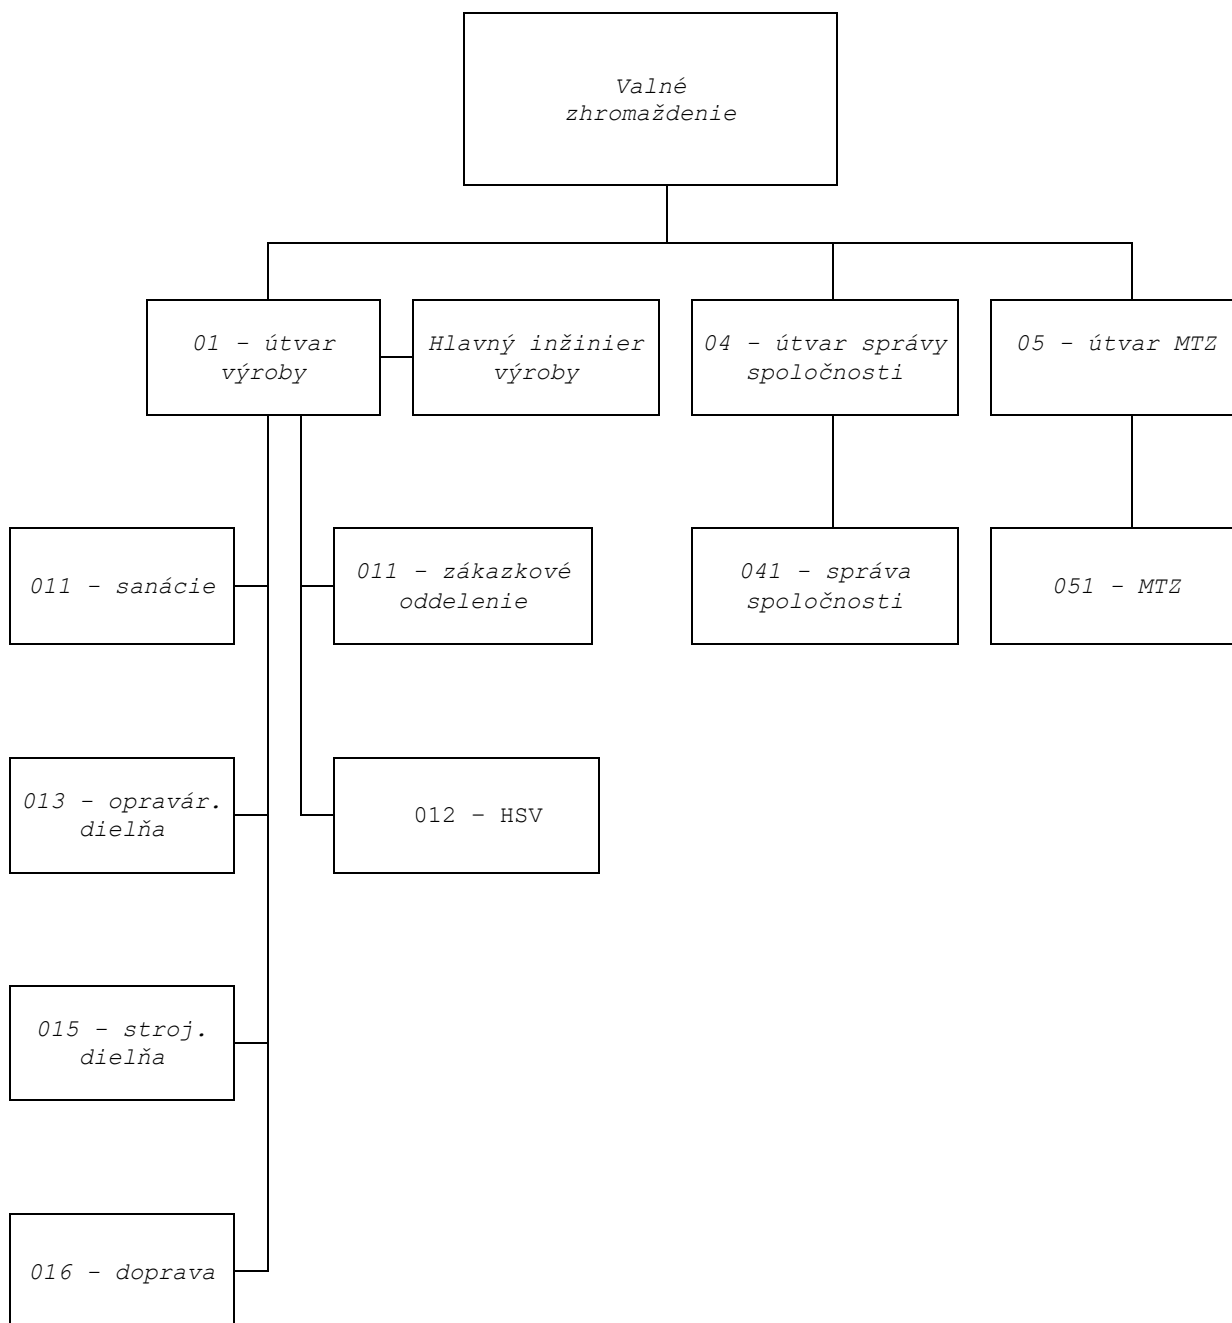 Valné
zhromaždenie
01 – útvar
výroby
Hlavný inžinier
výroby
04 – útvar správy
spoločnosti
05 – útvar MTZ
011 – sanácie
011 – zákazkové
oddelenie
041 – správa
spoločnosti
051 – MTZ
013 – opravár.
dielňa
012 – HSV
015 – stroj.
dielňa
016 – doprava